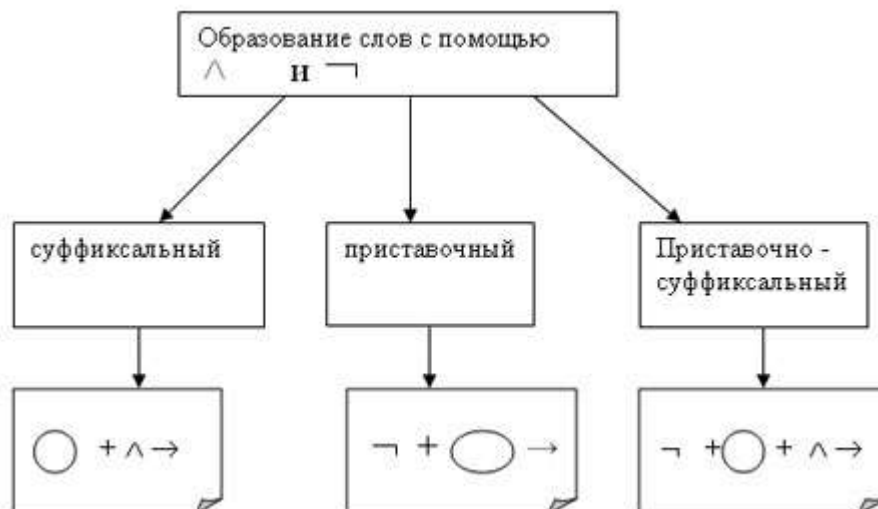 Образование слов с помощью
^ и ¬
суффиксальный
приставочный
Приставочно -
суффиксальный
+ ^ →
¬ + →
¬ + + ^ →